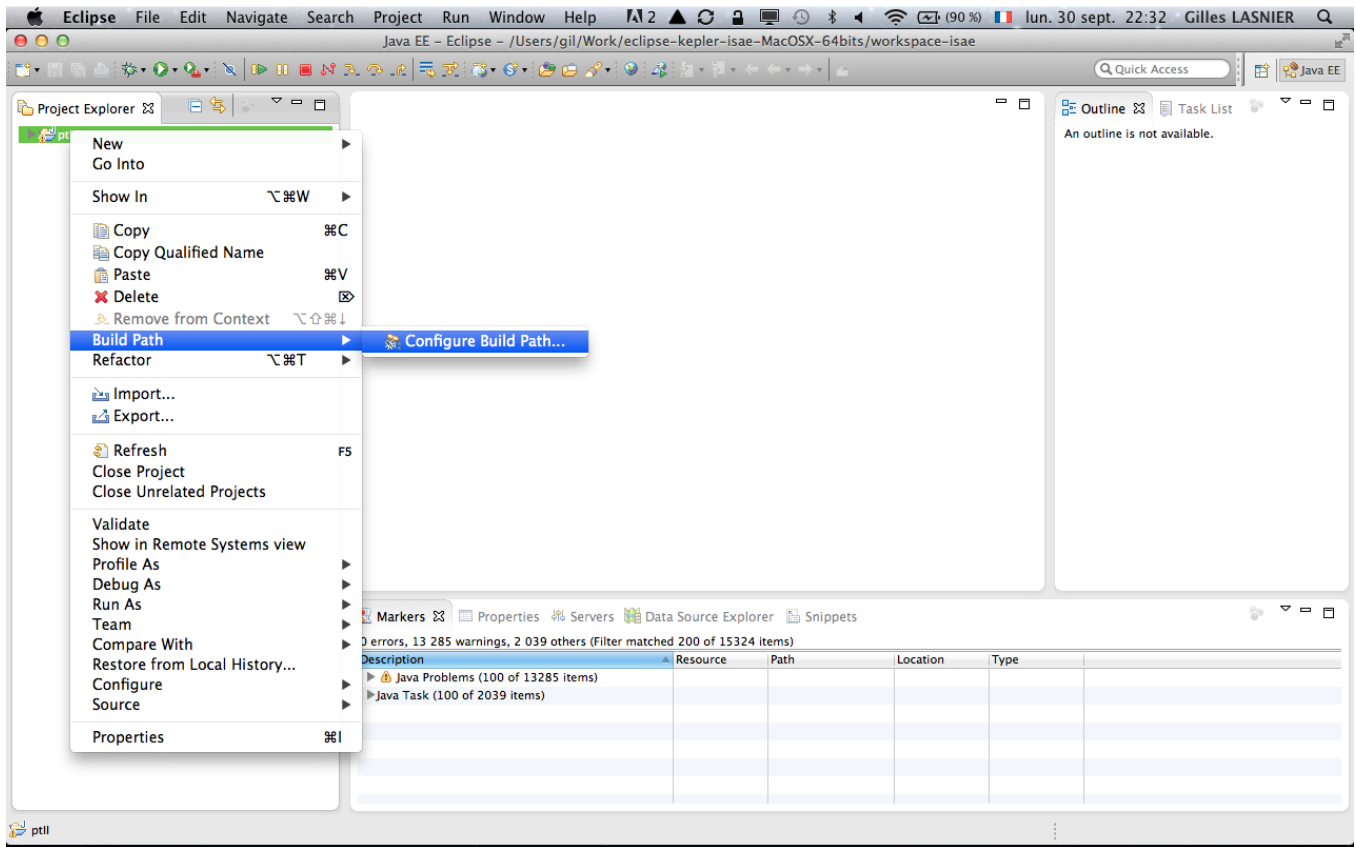 Eclipse File Edit Navigate Search Project Run Window Help 2 (90 %) lun. 30 sept. 22:32 Gilles LASNIER
Java EE – Eclipse – /Users/gil/Work/eclipse-kepler-isae-MacOSX-64bits/workspace-isae
Quick Access
Java EE
Project Explorer
Outline
Task List
An outline is not available.
New
Go Into
Show In ⌥⌘W
Copy ⌘C
Copy Qualified Name
Paste ⌘V
Delete ⌦
Remove from Context ⌥⇧⌘↓
Build Path
Configure Build Path...
Refactor ⌥⌘T
Import...
Export...
Refresh F5
Close Project
Close Unrelated Projects
Validate
Show in Remote Systems view
Profile As
Debug As
Run As
Team
Compare With
Restore from Local History...
Configure
Source
Properties ⌘I
Markers Properties Servers Data Source Explorer Snippets
0 errors, 13 285 warnings, 2 039 others (Filter matched 200 of 15324 items)
Description Resource Path Location Type
Java Problems (100 of 13285 items)
Java Task (100 of 2039 items)
ptII